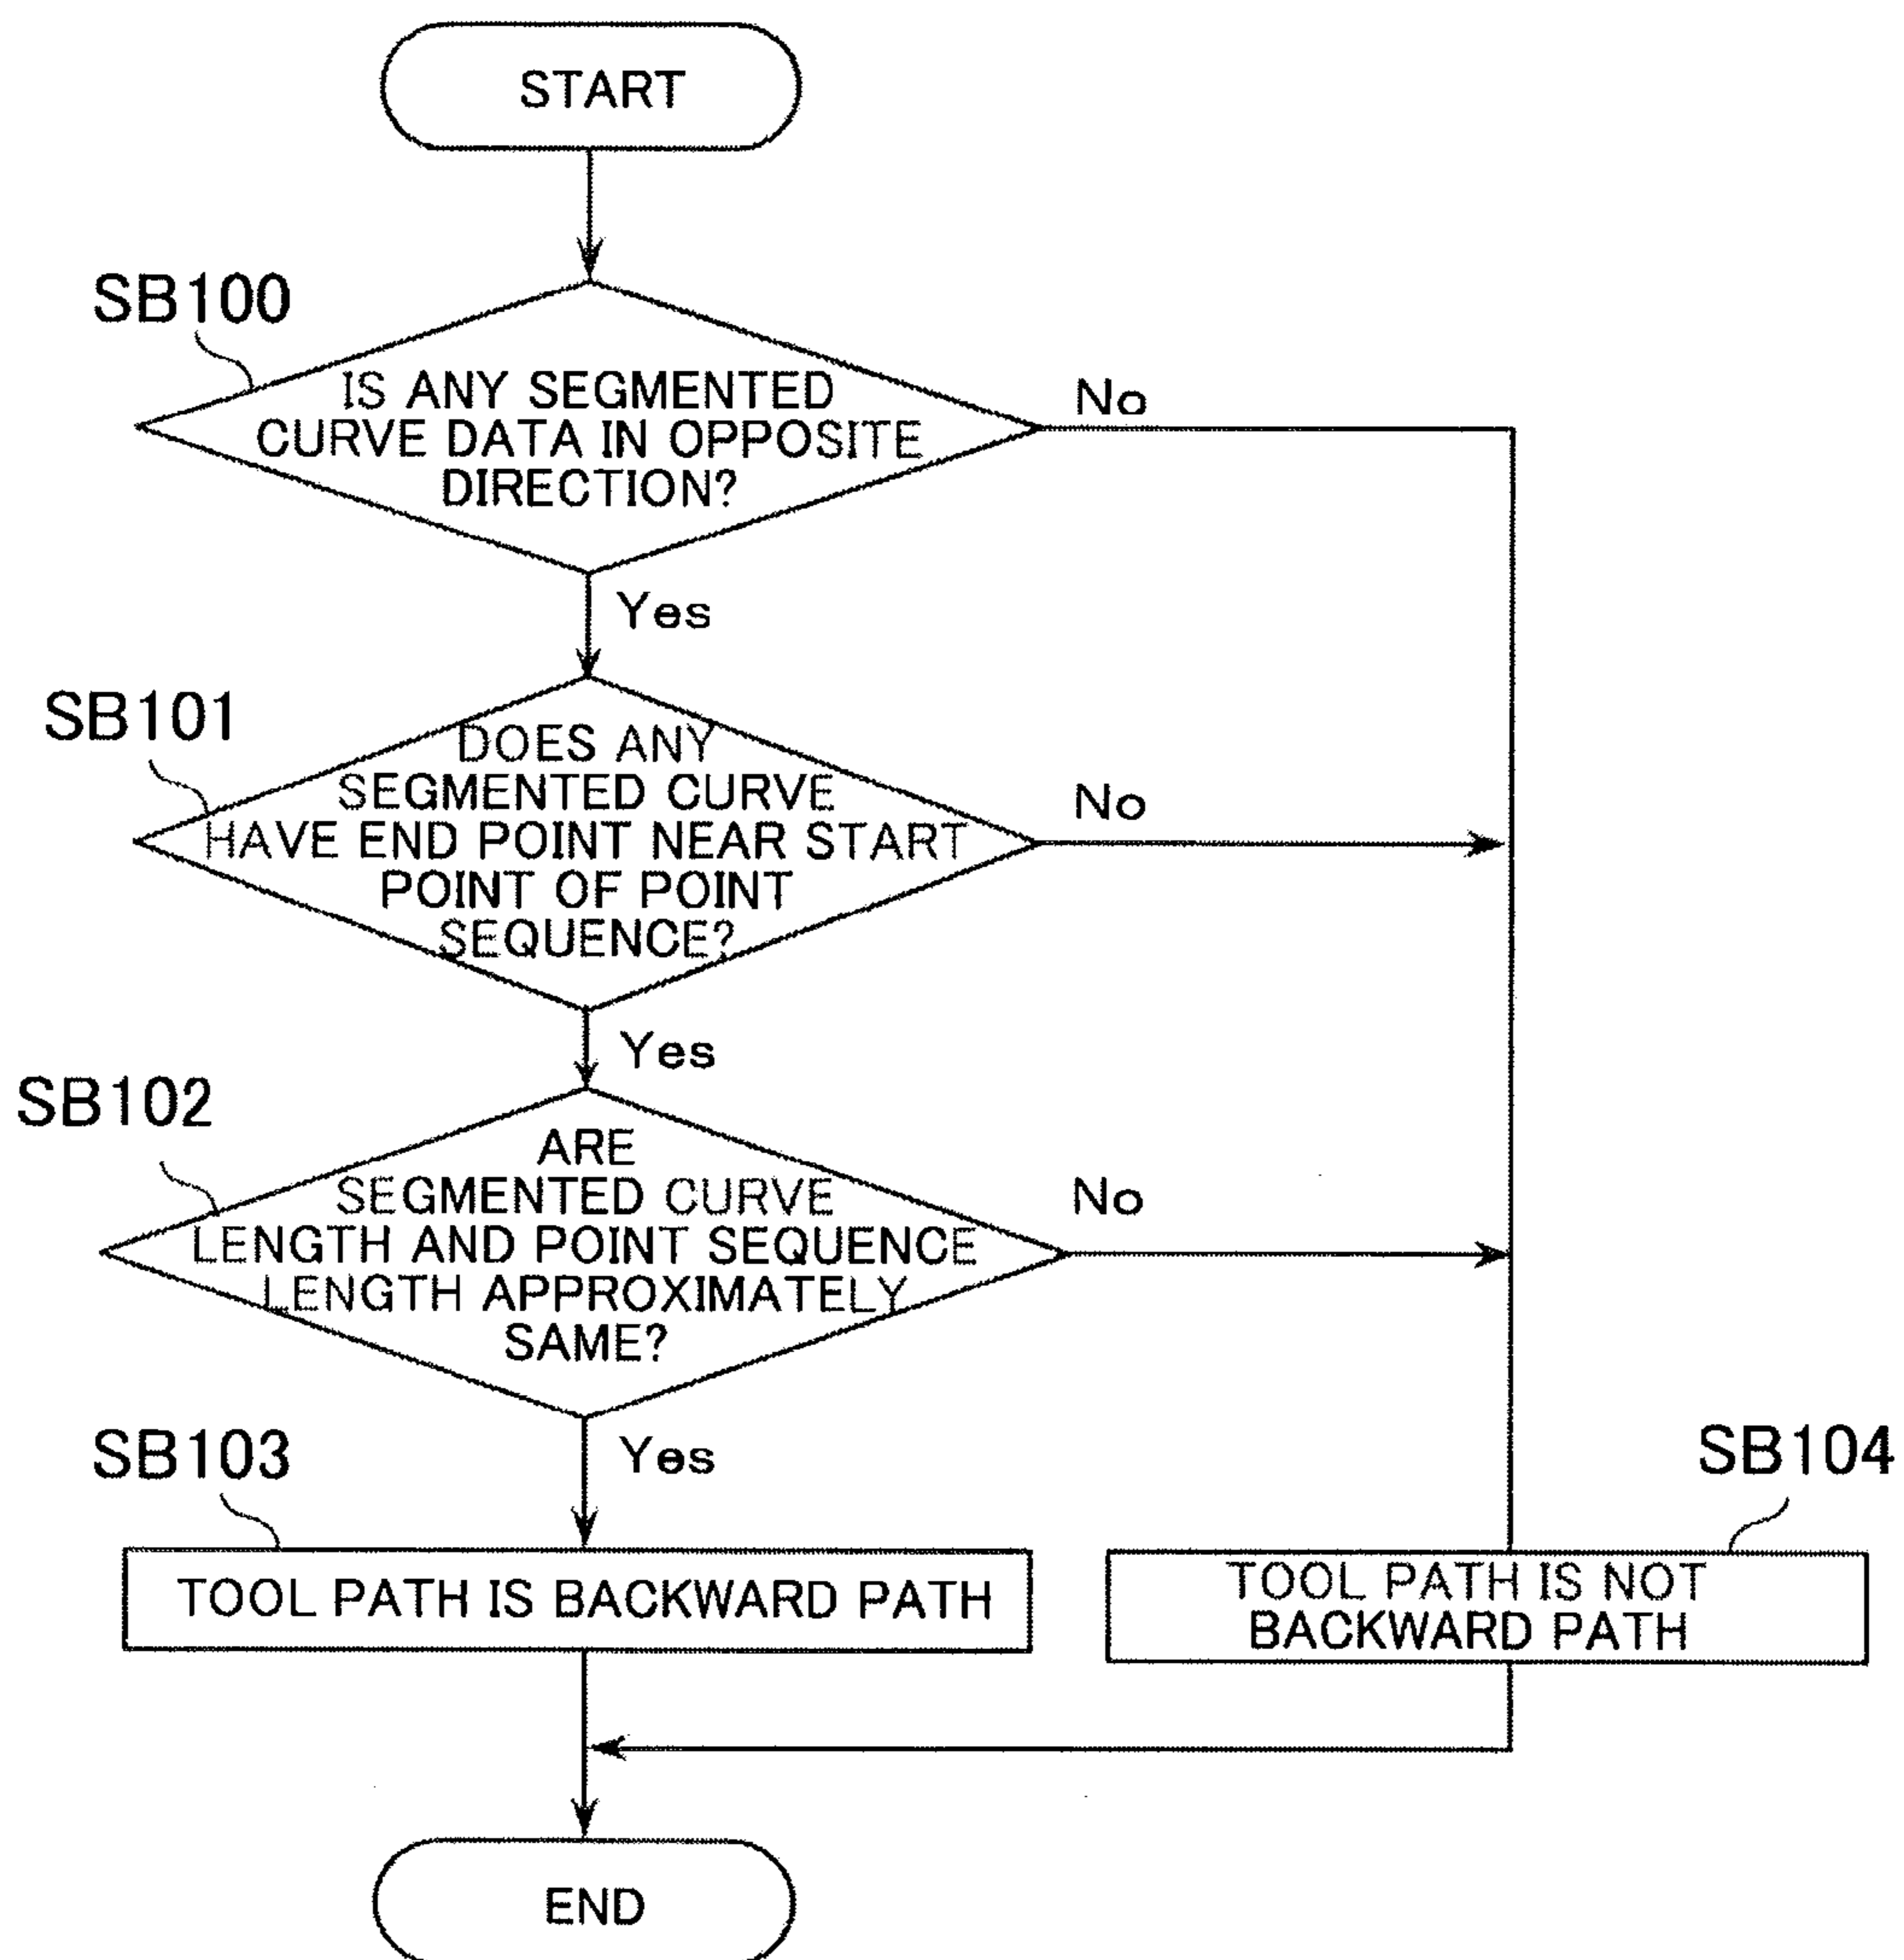 START
SB100
IS ANY SEGMENTED
CURVE DATA IN OPPOSITE
DIRECTION?
No
Yes
SB101
DOES ANY
SEGMENTED CURVE
HAVE END POINT NEAR START
POINT OF POINT
SEQUENCE?
No
Yes
SB102
ARE
SEGMENTED CURVE
LENGTH AND POINT SEQUENCE
LENGTH APPROXIMATELY
SAME?
No
Yes
SB103
TOOL PATH IS BACKWARD PATH
SB104
TOOL PATH IS NOT
BACKWARD PATH
END